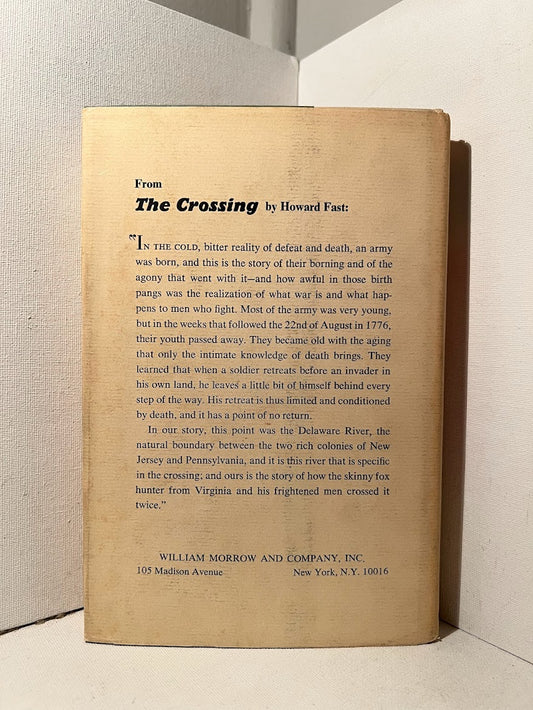 From
The Crossing by Howard Fast:
"IN THE COLD, bitter reality of defeat and death, an army
was born, and this is the story of their borning and of the
agony that went with it—and how awful in those birth
pangs was the realization of what war is and what hap-
pens to men who fight. Most of the army was very young,
but in the weeks that followed the 22nd of August in 1776,
their youth passed away. They became old with the aging
that only the intimate knowledge of death brings. They
learned that when a soldier retreats before an invader in
his own land, he leaves a little bit of himself behind every
step of the way. His retreat is thus limited and conditioned
by death, and it has a point of no return.
In our story, this point was the Delaware River, the
natural boundary between the two rich colonies of New
Jersey and Pennsylvania, and it is this river that is specific
in the crossing; and ours is the story of how the skinny fox
hunter from Virginia and his frightened men crossed it
twice."
WILLIAM MORROW AND COMPANY, INC.
105 Madison Avenue New York, N.Y. 10016